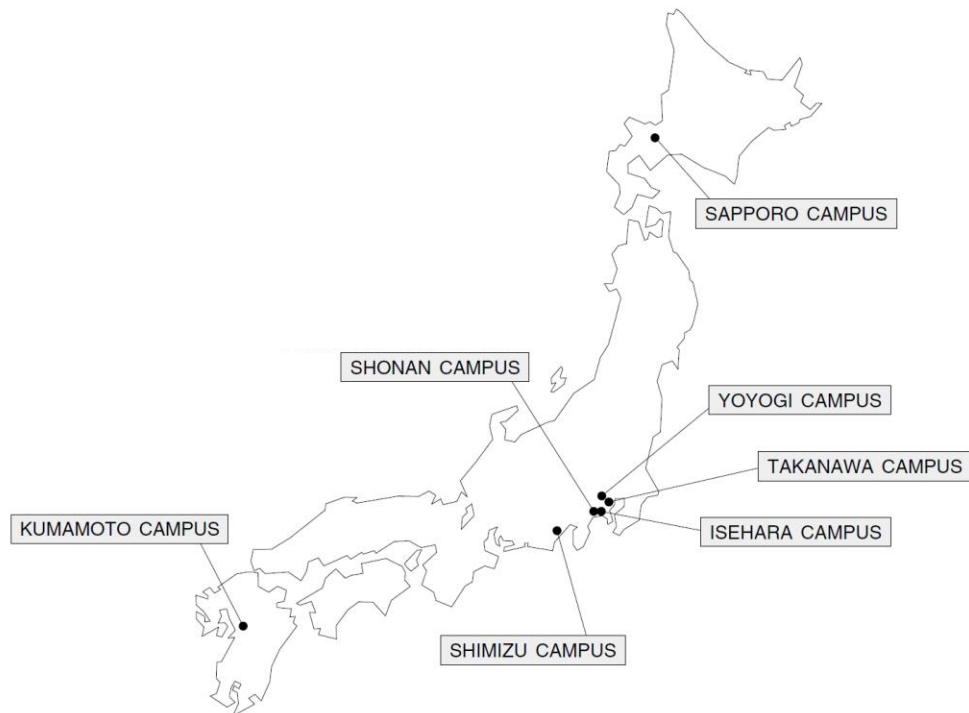 SAPPORO CAMPUS
SHONAN CAMPUS
YOYOGI CAMPUS
TAKANAWA CAMPUS
KUMAMOTO CAMPUS
ISEHARA CAMPUS
SHIMIZU CAMPUS